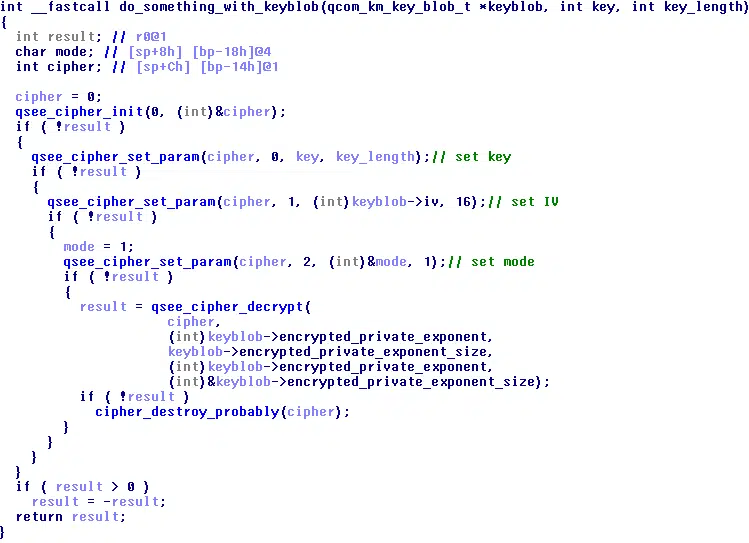 int __fastcall do_something_with_keyblob(qcom_km_key_blob_t *keyblob, int key, int key_length)
{
  int result; // r0@1
  char mode; // [sp+8h] [bp-18h]@4
  int cipher; // [sp+Ch] [bp-14h]@1

  cipher = 0;
  qsee_cipher_init(0, (int)&cipher);
  if ( !result )
  {
    qsee_cipher_set_param(cipher, 0, key, key_length);// set key
    if ( !result )
    {
      qsee_cipher_set_param(cipher, 1, (int)keyblob->iv, 16);// set IV
      if ( !result )
      {
        mode = 1;
        qsee_cipher_set_param(cipher, 2, (int)&mode, 1);// set mode
        if ( !result )
        {
          result = qsee_cipher_decrypt(
                     cipher,
                     (int)keyblob->encrypted_private_exponent,
                     keyblob->encrypted_private_exponent_size,
                     (int)keyblob->encrypted_private_exponent,
                     (int)&keyblob->encrypted_private_exponent_size);
          if ( !result )
            cipher_destroy_probably(cipher);
        }
      }
    }
  }
  if ( result > 0 )
    result = -result;
  return result;
}